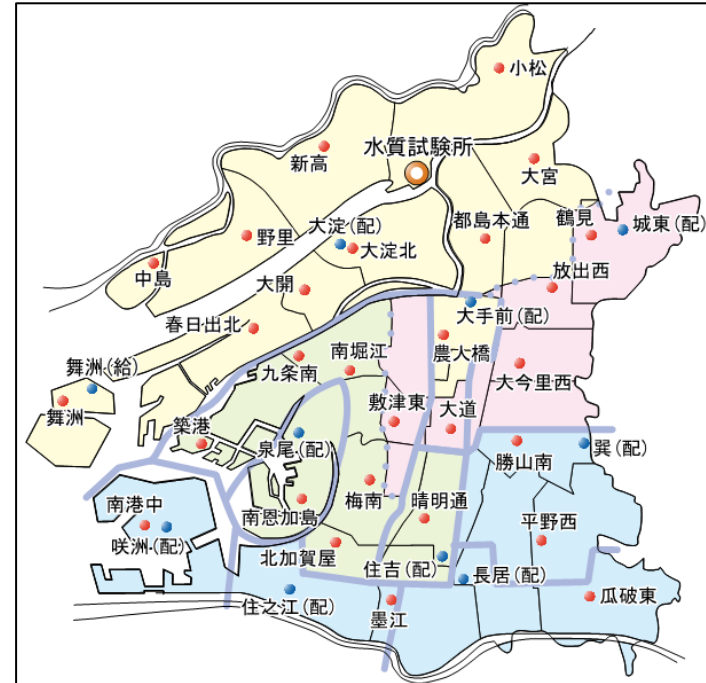 小松
水質試験所
新高
大宮
鶴見
城東(配)
大淀(配)
都島本通
野里
大淀北
放出西
中島
大開
大手前(配)
春日出北
農大橋
南堀江
九条南
舞洲(給)
大今里西
舞洲
敷津東
大道
築港
泉尾(配)
勝山南
巽(配)
梅南
晴明通
南港中
南恩加島
平野西
咲洲(配)
北加賀屋
住吉(配)
長居(配)
住之江(配)
瓜破東
墨江